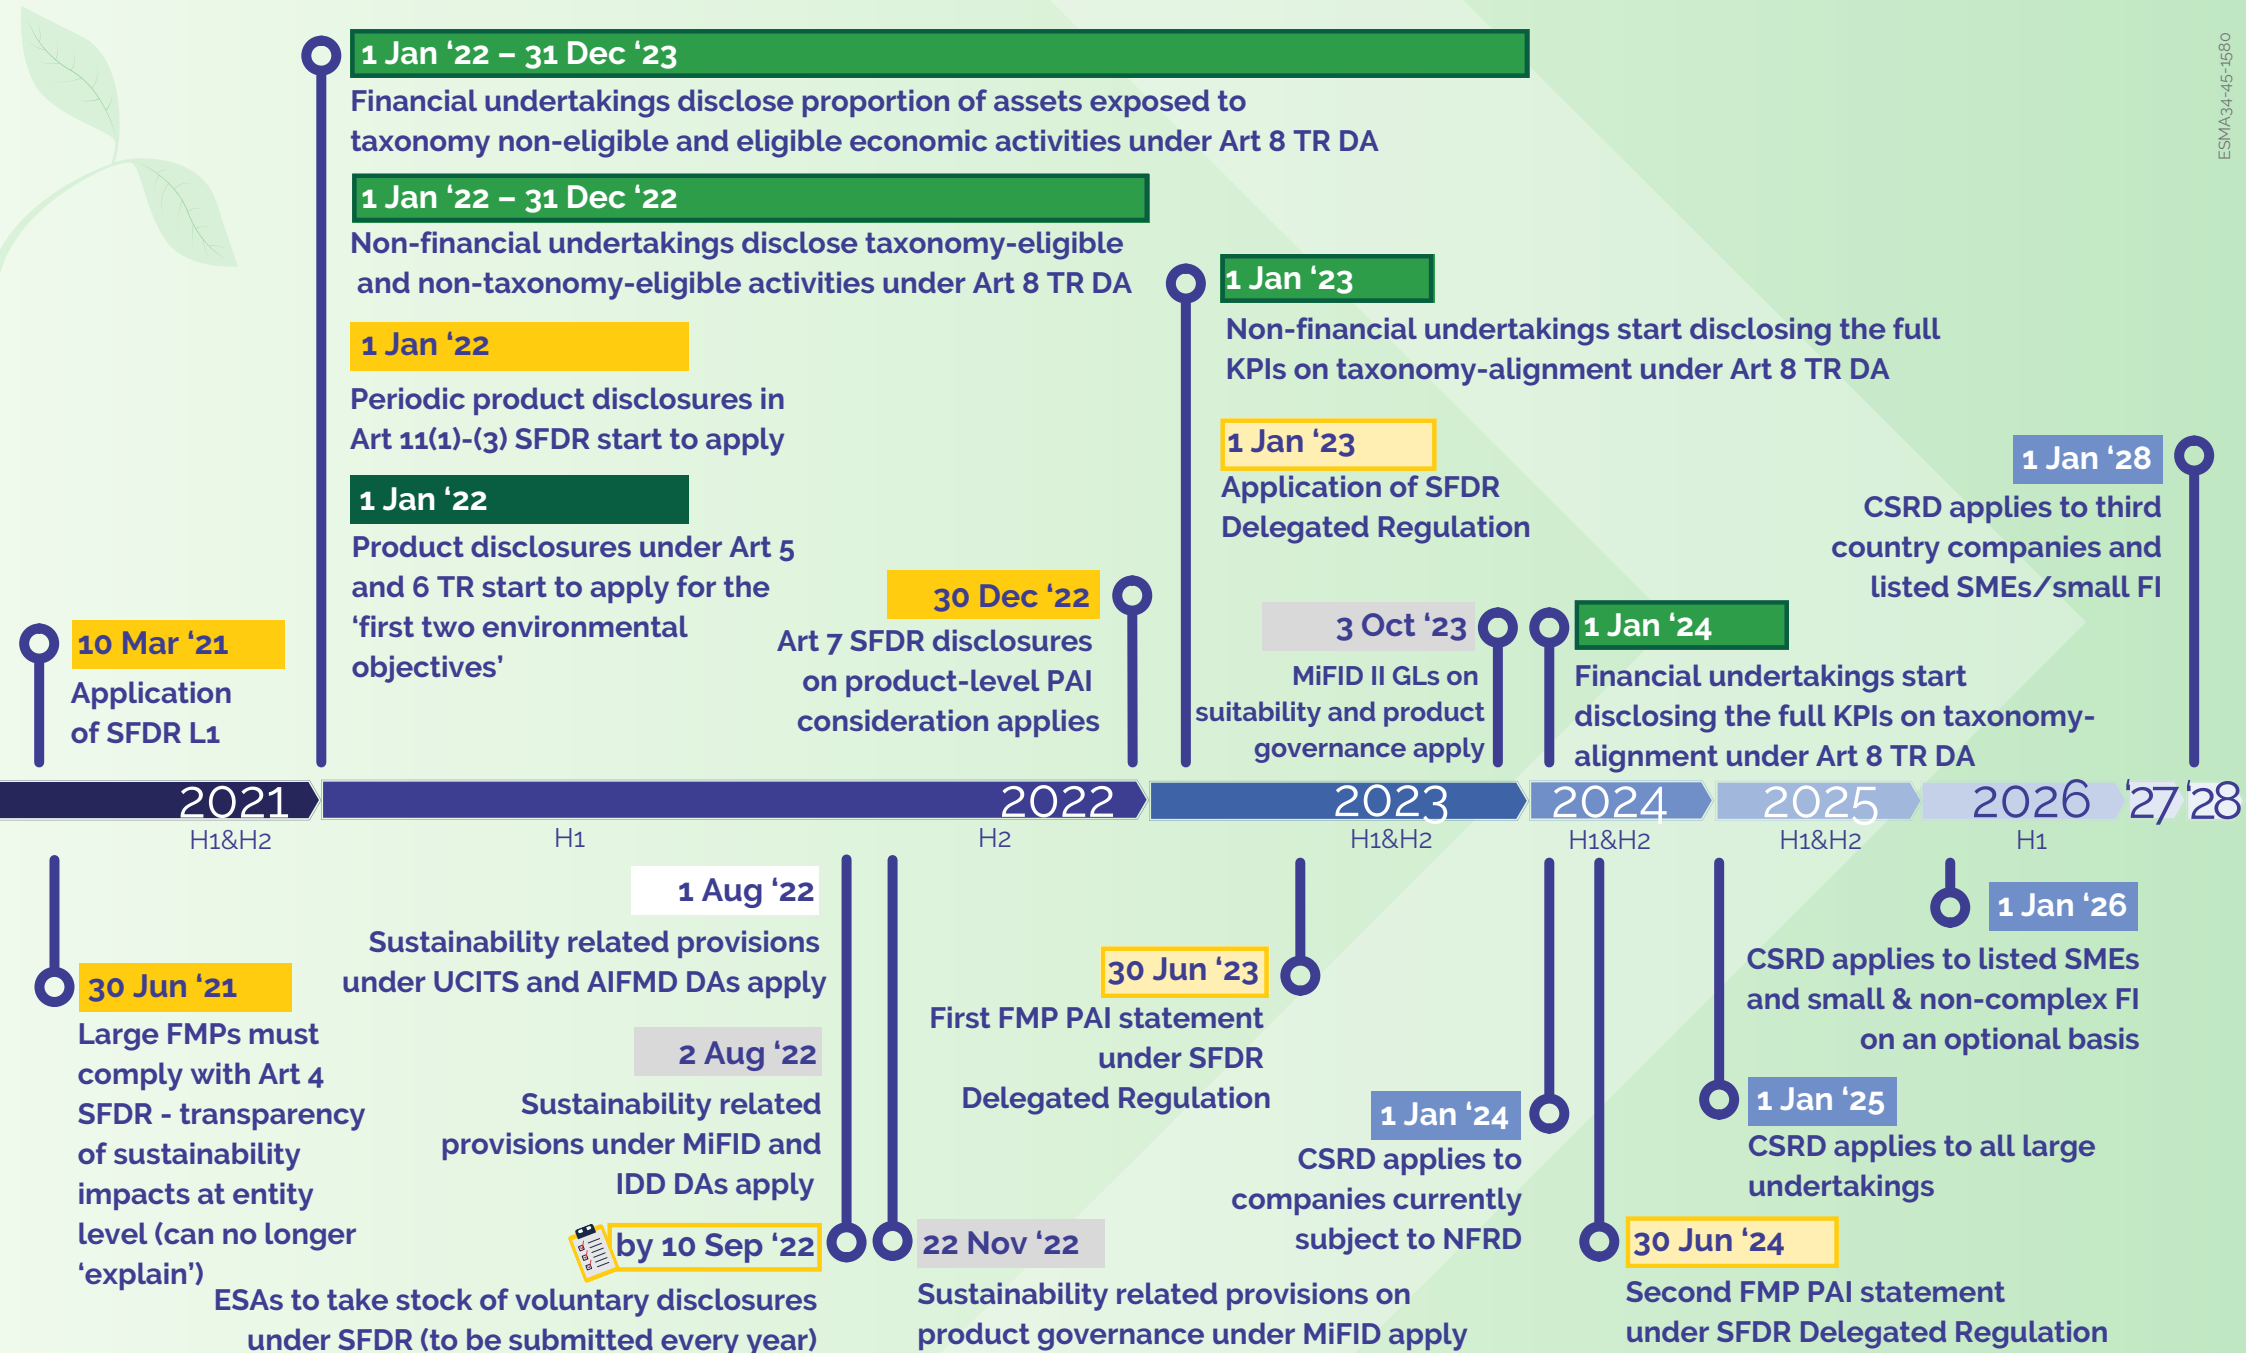 ESMA34-45-1580
1 Jan ‘22 – 31 Dec ‘23
Financial undertakings disclose proportion of assets exposed to
taxonomy non-eligible and eligible economic activities under Art 8 TR DA
1 Jan ‘22 – 31 Dec ‘22
Non-financial undertakings disclose taxonomy-eligible
and non-taxonomy-eligible activities under Art 8 TR DA
1 Jan ‘22
Periodic product disclosures in
Art 11(1)-(3) SFDR start to apply
1 Jan ‘22
Product disclosures under Art 5
and 6 TR start to apply for the
‘first two environmental
objectives’
1 Jan ‘23
Non-financial undertakings start disclosing the full
KPIs on taxonomy-alignment under Art 8 TR DA
1 Jan ‘23
Application of SFDR
Delegated Regulation
1 Jan ‘28
CSRD applies to third
country companies and
listed SMEs/small FI
10 Mar ‘21
Application
of SFDR L1
30 Dec ‘22
Art 7 SFDR disclosures
on product-level PAI
consideration applies
3 Oct ‘23
MiFID II GLs on
suitability and product
governance apply
1 Jan ‘24
Financial undertakings start
disclosing the full KPIs on taxonomy-
alignment under Art 8 TR DA
2021 2022 2023 2024 2025 2026 ‘27 ‘28
H1&H2 H1 H2 H1&H2 H1&H2 H1&H2 H1
30 Jun ‘21
Large FMPs must
comply with Art 4
SFDR - transparency
of sustainability
impacts at entity
level (can no longer
‘explain’)
1 Aug ‘22
Sustainability related provisions
under UCITS and AIFMD DAs apply
2 Aug ‘22
Sustainability related
provisions under MiFID and
IDD DAs apply
by 10 Sep ‘22
ESAs to take stock of voluntary disclosures
under SFDR (to be submitted every year)
22 Nov ‘22
Sustainability related provisions on
product governance under MiFID apply
30 Jun ‘23
First FMP PAI statement
under SFDR
Delegated Regulation
1 Jan ‘24
CSRD applies to
companies currently
subject to NFRD
30 Jun ‘24
Second FMP PAI statement
under SFDR Delegated Regulation
1 Jan ‘25
CSRD applies to all large
undertakings
1 Jan ‘26
CSRD applies to listed SMEs
and small & non-complex FI
on an optional basis